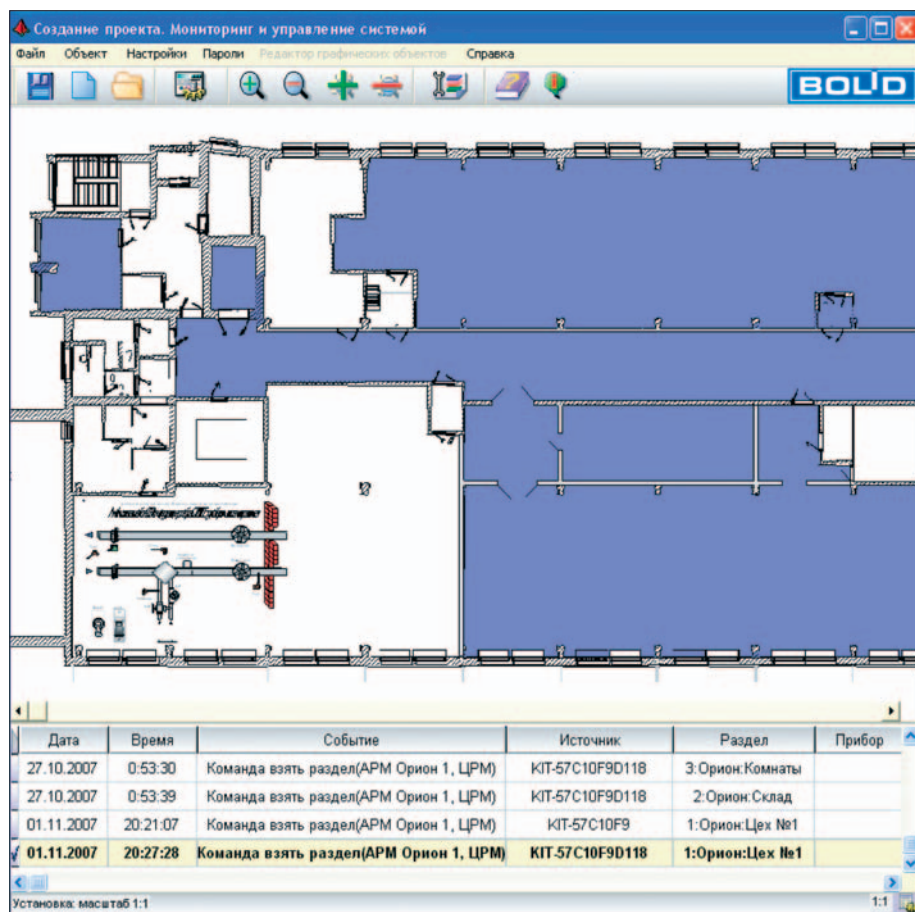 Создание проекта. Мониторинг и управление системой
Файл Объект Настройки Пароли Редактор графических объектов Справка
BOLID
Дата Время Событие Источник Раздел Прибор
27.10.2007 0:53:30 Команда взять раздел(АРМ Орион 1, ЦРМ) KIT-57C10F9D118 3:Орион:Комнаты
27.10.2007 0:53:39 Команда взять раздел(АРМ Орион 1, ЦРМ) KIT-57C10F9D118 2:Орион:Склад
01.11.2007 20:21:07 Команда взять раздел(АРМ Орион 1, ЦРМ) KIT-57C10F9 1:Орион:Цех №1
01.11.2007 20:27:28 Команда взять раздел(АРМ Орион 1, ЦРМ) KIT-57C10F9D118 1:Орион:Цех №1
Установка: масштаб 1:1 1:1